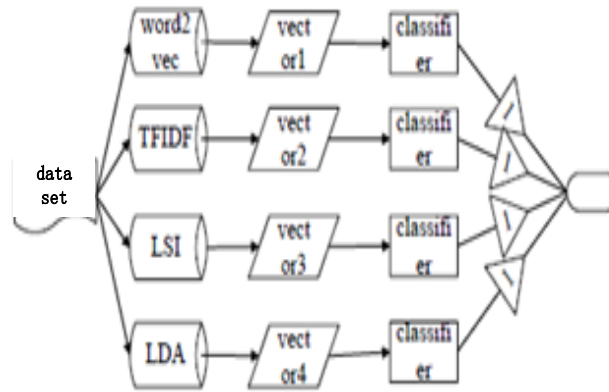 word2
vec
vect
or1
classifi
er
TFIDF
vect
or2
classifi
er
data
set
LSI
vect
or3
classifi
er
LDA
vect
or4
classifi
er